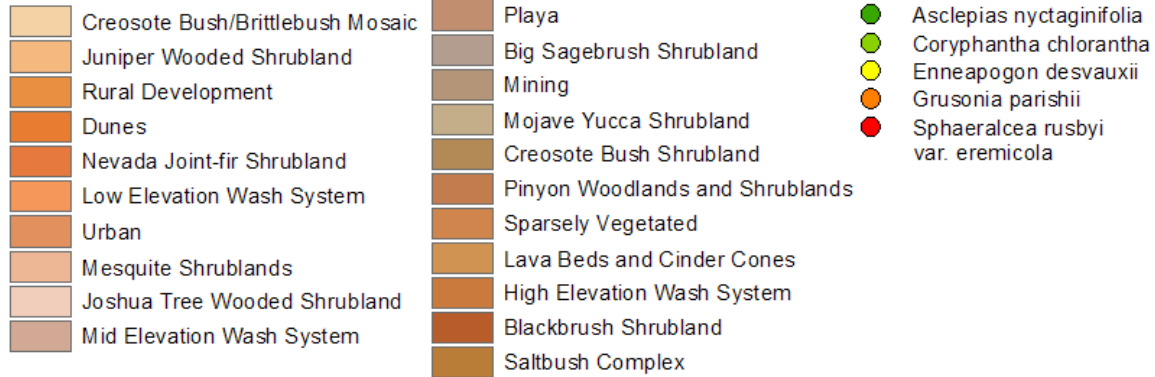 Creosote Bush/Brittlebush Mosaic
Juniper Wooded Shrubland
Rural Development
Dunes
Nevada Joint-fir Shrubland
Low Elevation Wash System
Urban
Mesquite Shrublands
Joshua Tree Wooded Shrubland
Mid Elevation Wash System
Playa
Big Sagebrush Shrubland
Mining
Mojave Yucca Shrubland
Creosote Bush Shrubland
Pinyon Woodlands and Shrublands
Sparsely Vegetated
Lava Beds and Cinder Cones
High Elevation Wash System
Blackbrush Shrubland
Saltbush Complex
Asclepias nyctaginifolia
Coryphantha chlorantha
Enneapogon desvauxii
Grusonia parishii
Sphaeralcea rusbyi
var. eremicola